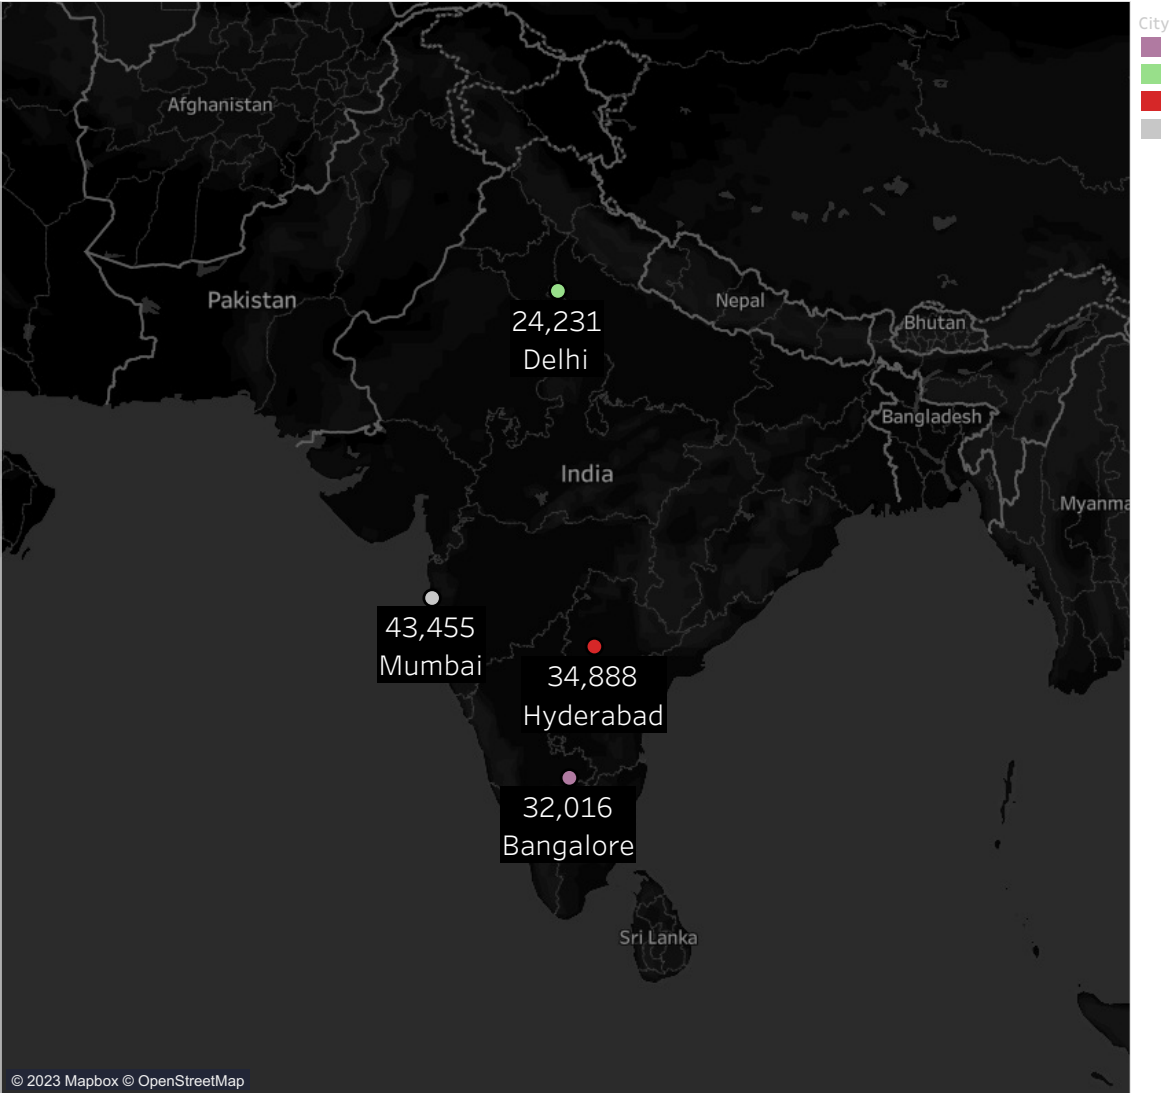 City
Afghanistan
Pakistan
Nepal
Bhutan
24,231
Delhi
Bangladesh
India
Myanma
43,455
Mumbai
34,888
Hyderabad
32,016
Bangalore
Sri Lanka
© 2023 Mapbox © OpenStreetMap